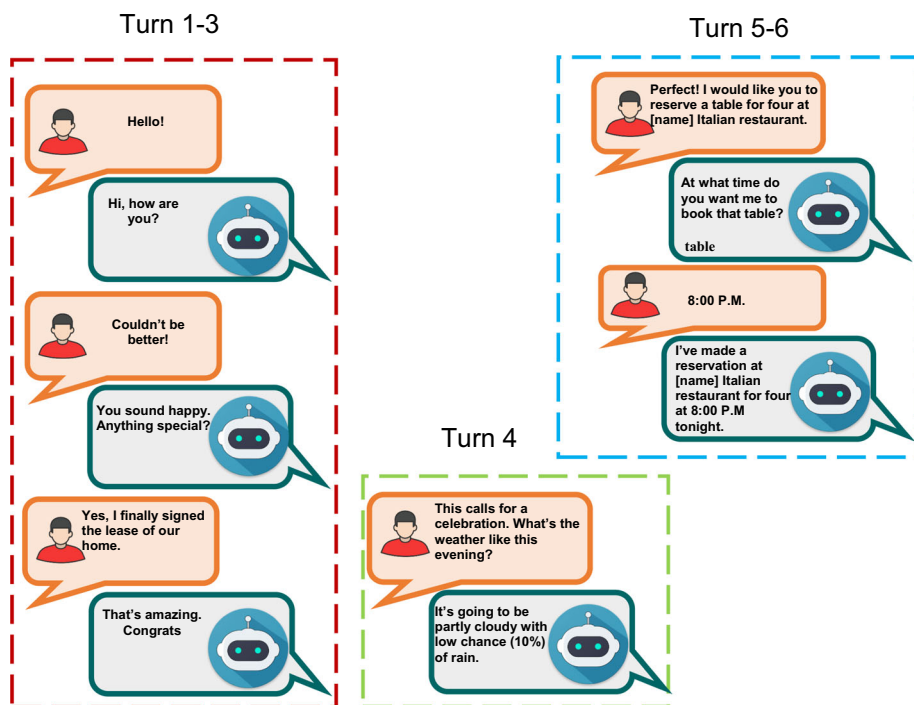 Turn 1-3
Hello!
Hi, how are
you?
Couldn't be
better!
You sound happy.
Anything special?
Yes, I finally signed
the lease of our
home.
That's amazing.
Congrats
Turn 4
This calls for a
celebration. What's the
weather like this
evening?
It's going to be
partly cloudy with
low chance (10%)
of rain.
Turn 5-6
Perfect! I would like you to
reserve a table for four at
[name] Italian restaurant.
At what time do
you want me to
book that table?
table
8:00 P.M.
I've made a
reservation at
[name] Italian
restaurant for four
at 8:00 P.M
tonight.